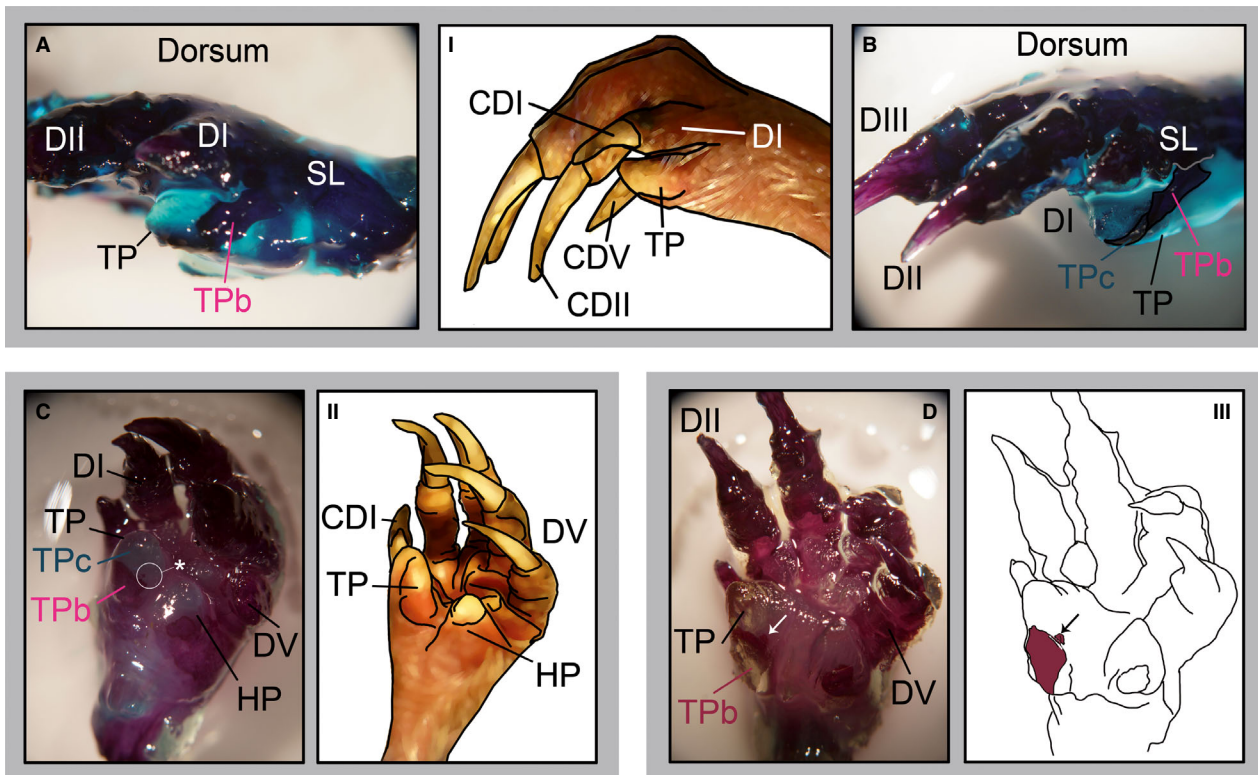 A
Dorsum
DII
DI
SL
TP
TPb
I
CDI
DI
CDV
TP
CDII
B
Dorsum
DIII
SL
DI
DII
TPc
TPb
TP
C
DI
TP
TPc
*
TPb
DV
HP
II
CDI
DV
TP
HP
DII
D
TP
TPb
DV
III